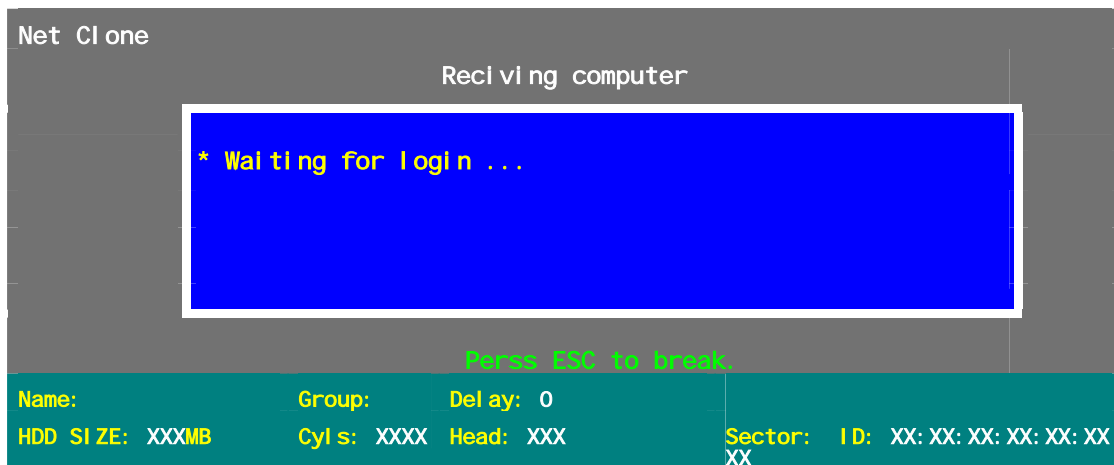 Net Clone
Reciving computer
* Waiting for login ...
Perss ESC to break.
Name: Group: Delay: 0
HDD SIZE: XXXMB Cyls: XXXX Head: XXX Sector: ID: XX:XX:XX:XX:XX:XX
XX